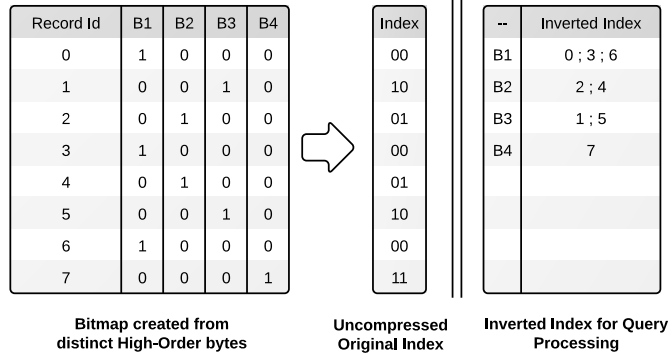 Record Id B1 B2 B3 B4 Index -- Inverted Index
0 1 0 0 0 00 B1 0 ; 3 ; 6
1 0 0 1 0 10 B2 2 ; 4
2 0 1 0 0 01 B3 1 ; 5
3 1 0 0 0 00 B4 7
4 0 1 0 0 01
5 0 0 1 0 10
6 1 0 0 0 00
7 0 0 0 1 11
Bitmap created from
distinct High-Order bytes
Uncompressed
Original Index
Inverted Index for Query
Processing